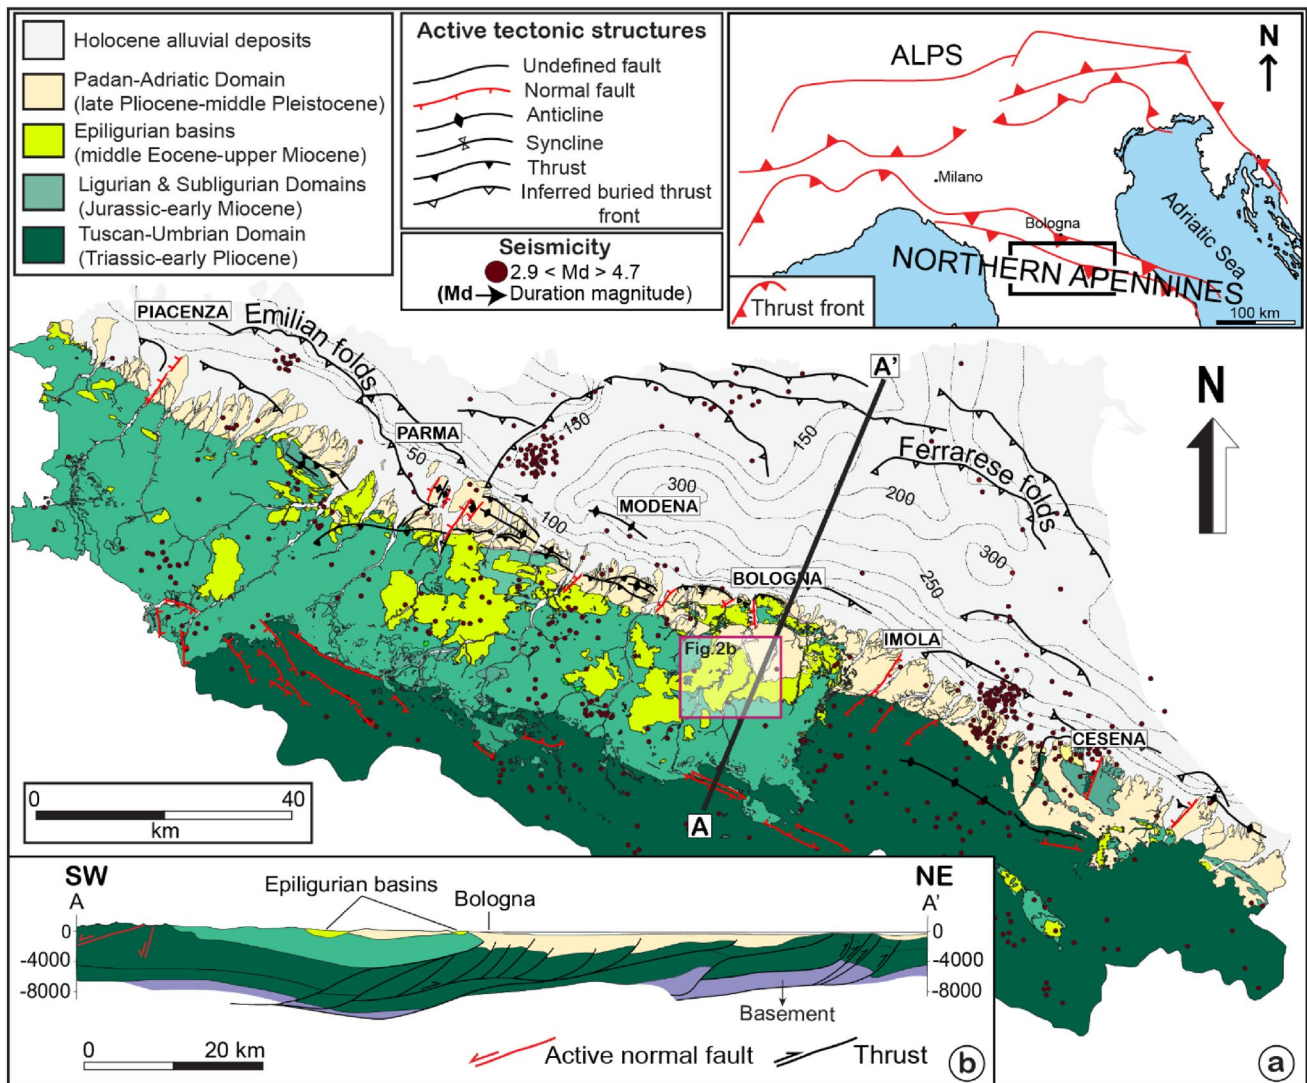 Holocene alluvial deposits
Padan-Adriatic Domain
(late Pliocene-middle Pleistocene)
Epiligurian basins
(middle Eocene-upper Miocene)
Ligurian & Subligurian Domains
(Jurassic-early Miocene)
Tuscan-Umbrian Domain
(Triassic-early Pliocene)
Active tectonic structures
Undefined fault
Normal fault
Anticline
Syncline
Thrust
Inferred buried thrust
front
Seismicity
2.9 < Md > 4.7
(Md → Duration magnitude)
ALPS
N
Milano
Bologna
Adriatic Sea
NORTHERN APENNINES
Thrust front
100 km
PIACENZA
Emilian folds
PARMA
50
150
100
300
MODENA
150
A'
Ferrarese folds
200
300
250
BOLOGNA
IMOLA
CESENA
Fig.2b
A
N
0 40
km
SW
NE
A
A'
Epiligurian basins
Bologna
0
-4000
-8000
0
-4000
-8000
Basement
0 20 km
Active normal fault
Thrust
b
a